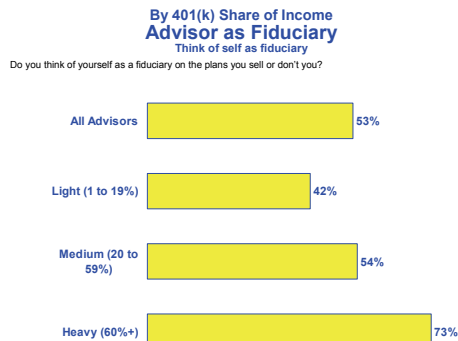 By 401(k) Share of Income
Advisor as Fiduciary
Think of self as fiduciary
Do you think of yourself as a fiduciary on the plans you sell or don't you?
All Advisors 53%
Light (1 to 19%) 42%
Medium (20 to
59%) 54%
Heavy (60%+) 73%